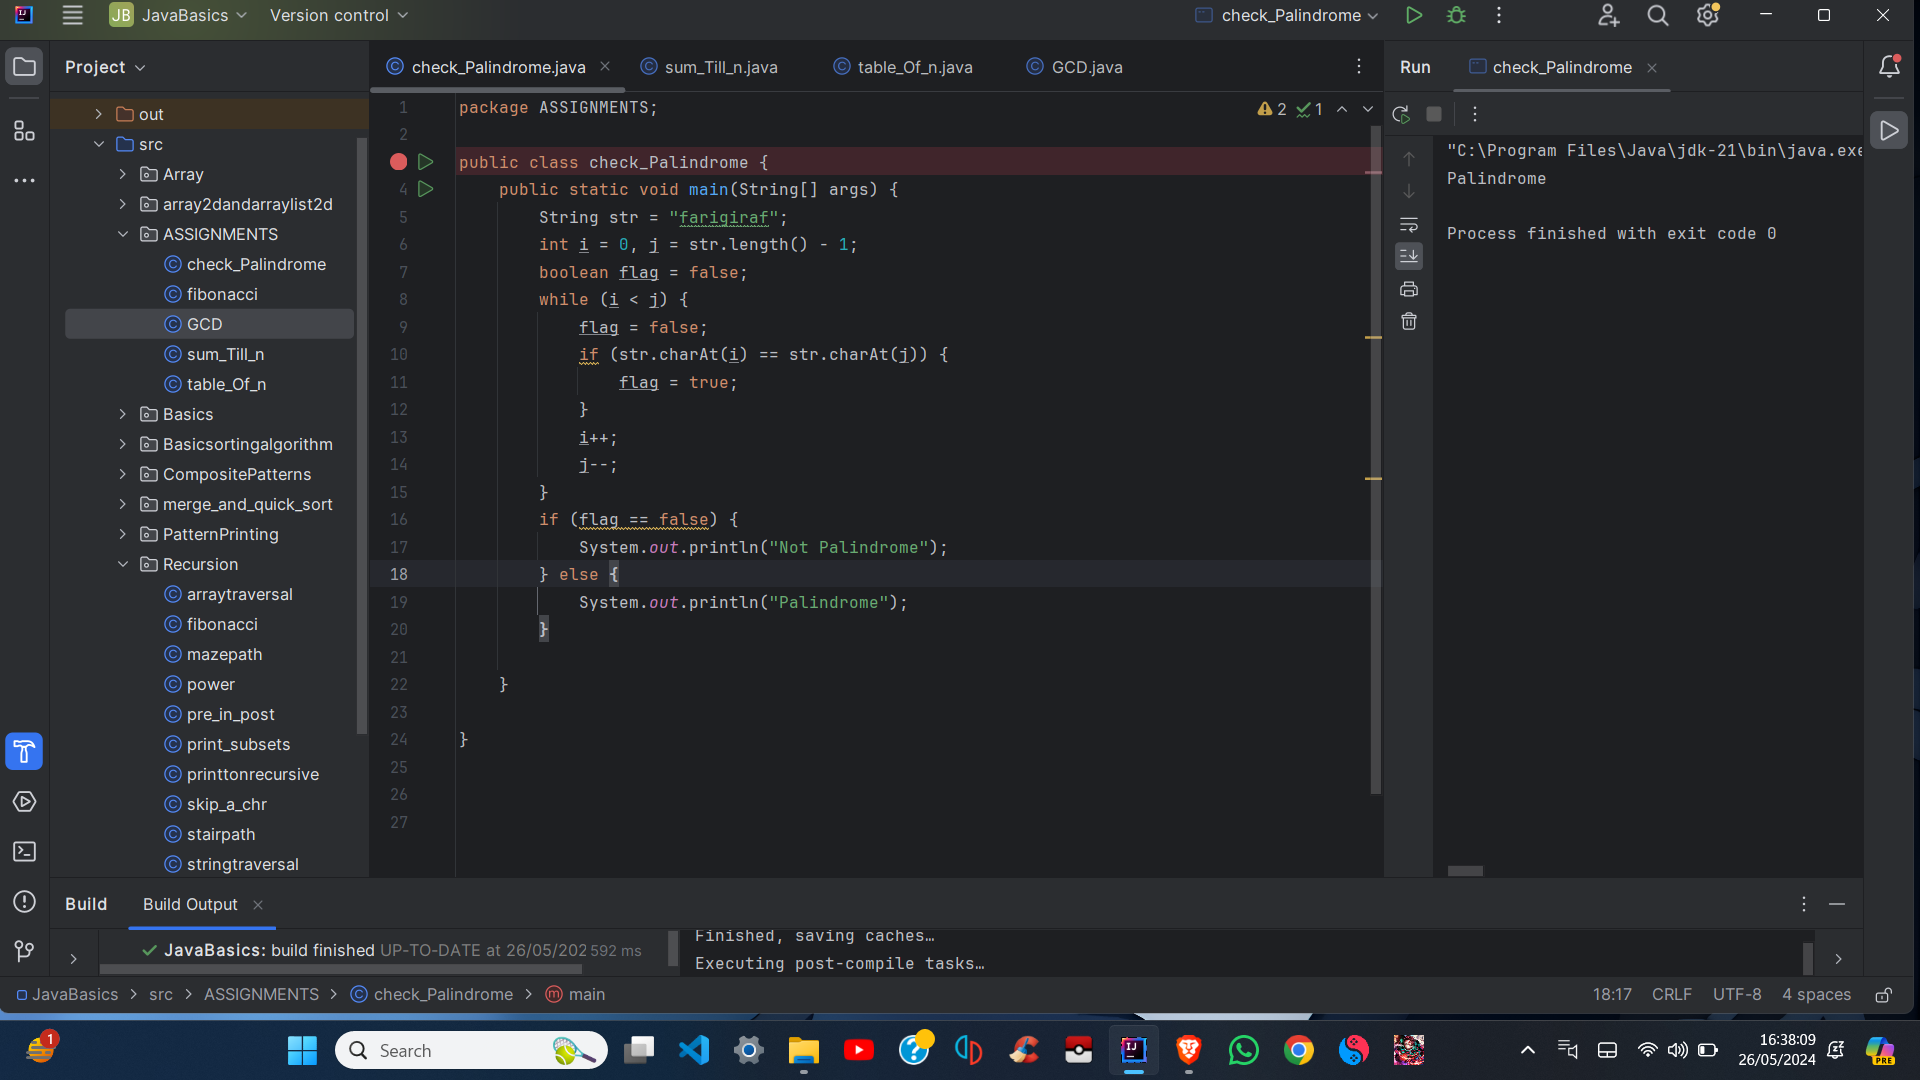 JB JavaBasics Version control check_Palindrome
Project
check_Palindrome.java sum_Till_n.java table_Of_n.java GCD.java
Run check_Palindrome
out
src
Array
array2dandarraylist2d
ASSIGNMENTS
check_Palindrome
fibonacci
GCD
sum_Till_n
table_Of_n
Basics
Basicsortingalgorithm
CompositePatterns
merge_and_quick_sort
PatternPrinting
Recursion
arraytraversal
fibonacci
mazepath
power
pre_in_post
print_subsets
printtonrecursive
skip_a_chr
stairpath
stringtraversal
1 package ASSIGNMENTS;
2 1
2
public class check_Palindrome {
4 public static void main(String[] args) {
5 String str = "farigiraf";
6 int i = 0, j = str.length() - 1;
7 boolean flag = false;
8 while (i < j) {
9 flag = false;
10 if (str.charAt(i) == str.charAt(j)) {
11 flag = true;
12 }
13 i++;
14 j--;
15 }
16 if (flag == false) {
17 System.out.println("Not Palindrome");
18 } else {
19 System.out.println("Palindrome");
20 }
21
22 }
23
24 }
25
26
27
"C:\Program Files\Java\jdk-21\bin\java.exe
Palindrome
Process finished with exit code 0
Build Build Output
JavaBasics: build finished UP-TO-DATE at 26/05/202 592 ms
Finished, saving caches…
Executing post-compile tasks…
JavaBasics > src > ASSIGNMENTS > check_Palindrome > main
18:17 CRLF UTF-8 4 spaces
1
Search
16:38:09
26/05/2024
PRE